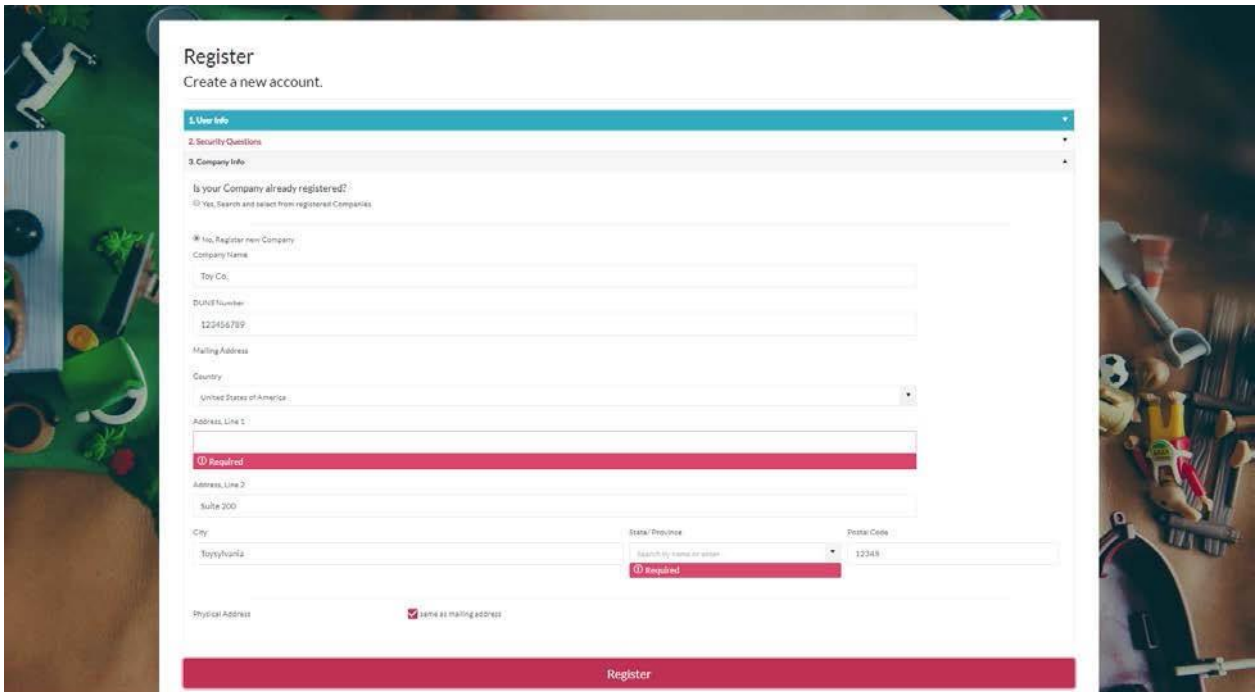 Register
Create a new account.
1. User Info
2. Security Questions
3. Company Info
Is your Company already registered?
Yes, Search and select from registered Companies
No, Register new Company
Company Name
Toy Co.
DUNS Number
123456789
Mailing Address
Country
United States of America
Address, Line 1
Required
Address, Line 2
Suite 200
City State/ Province Postal Code
Toysylvania Search by name or enter 12345
Required
Physical Address same as mailing address
Register